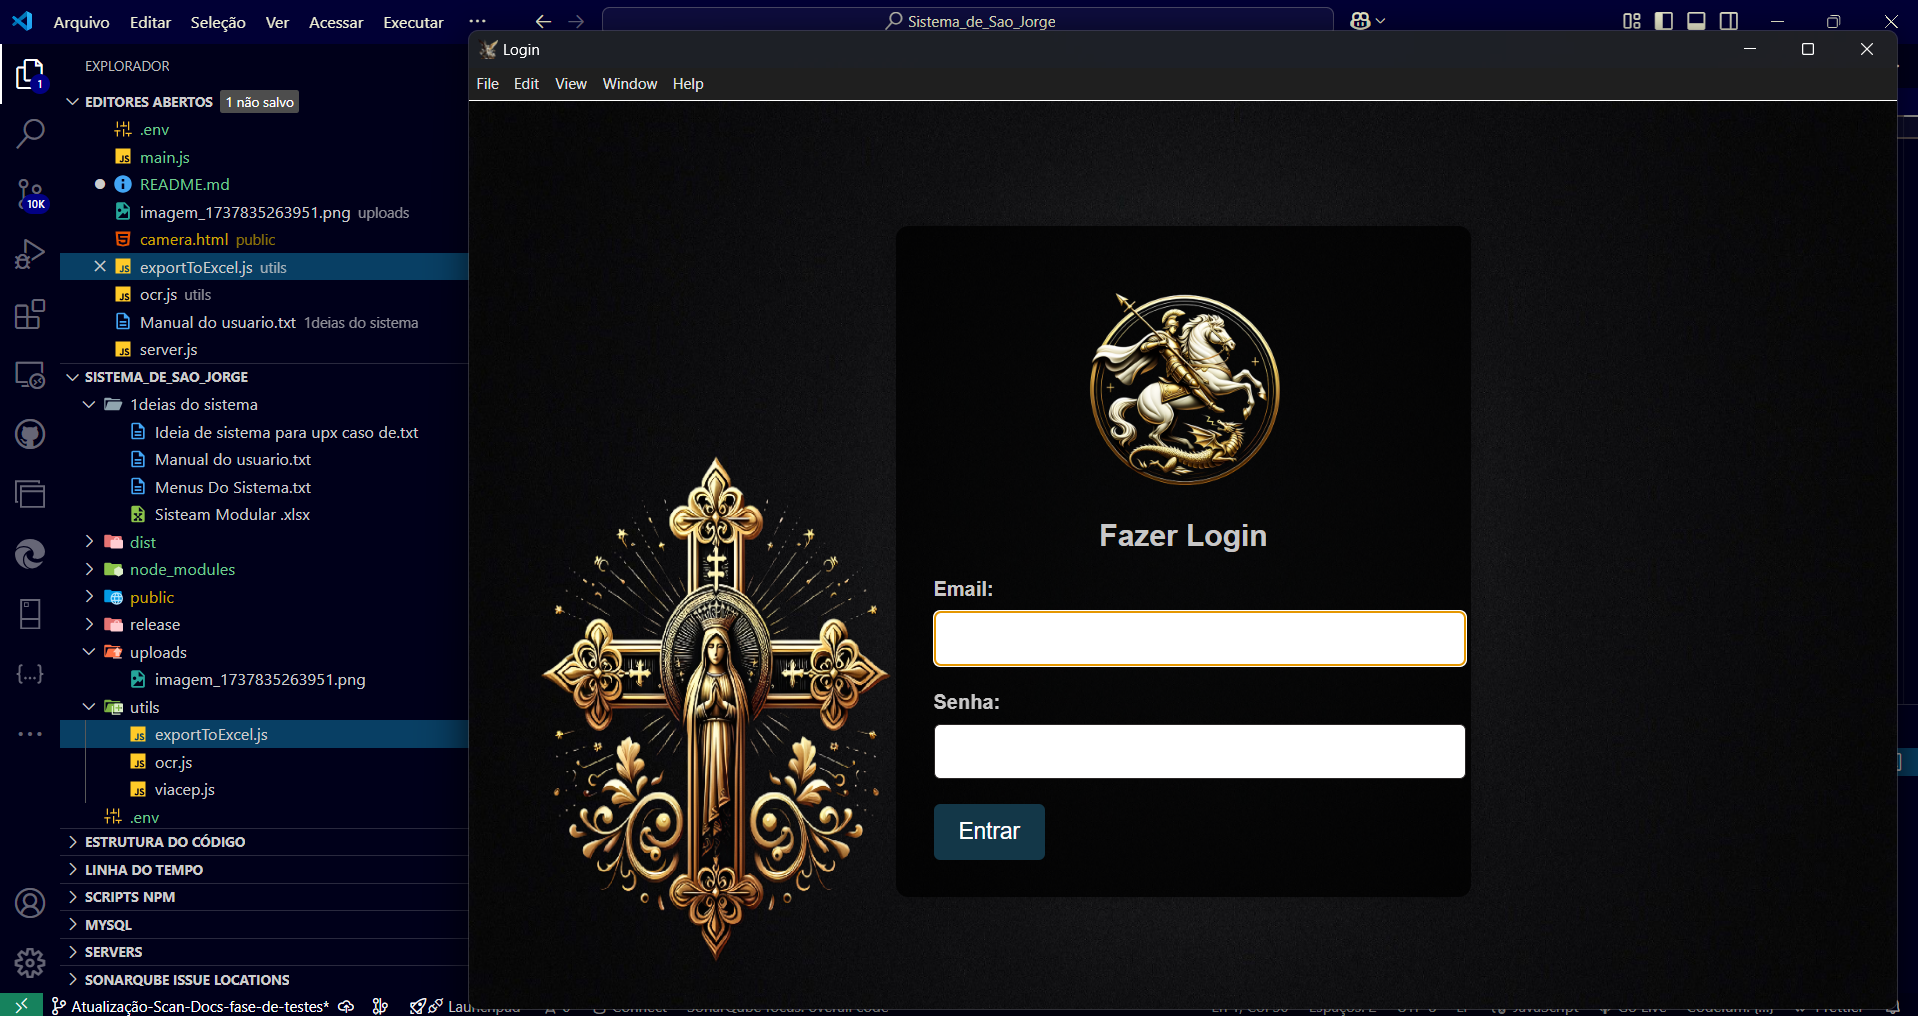 Arquivo Editar Seleção Ver Acessar Executar ··· Sistema_de_Sao_Jorge
EXPLORADOR
1
EDITORES ABERTOS 1 não salvo
.env
main.js
README.md
10K
imagem_1737835263951.png uploads
camera.html public
exportToExcel.js utils
ocr.js utils
Manual do usuario.txt 1deias do sistema
server.js
SISTEMA_DE_SAO_JORGE
1deias do sistema
Ideia de sistema para upx caso de.txt
Manual do usuario.txt
Menus Do Sistema.txt
Sisteam Modular .xlsx
dist
node_modules
public
release
uploads
imagem_1737835263951.png
utils
exportToExcel.js
ocr.js
viacep.js
.env
ESTRUTURA DO CÓDIGO
LINHA DO TEMPO
SCRIPTS NPM
MYSQL
SERVERS
SONARQUBE ISSUE LOCATIONS
Atualização-Scan-Docs-fase-de-testes*
Login
File Edit View Window Help
Fazer Login
Email:
Senha:
Entrar